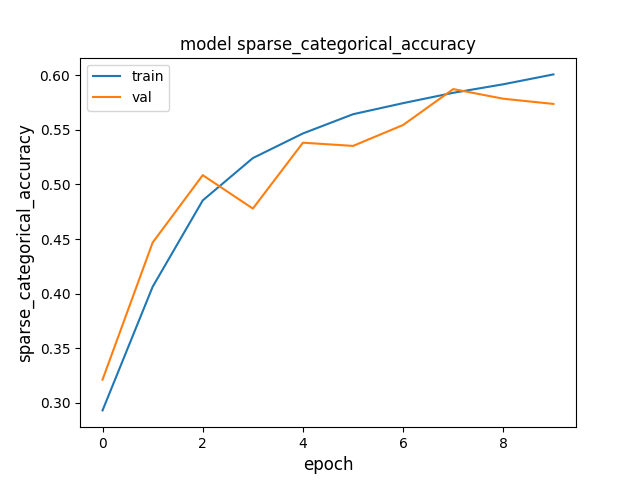 model sparse_categorical_accuracy
train
val
sparse_categorical_accuracy
0.60
0.55
0.50
0.45
0.40
0.35
0.30
0 2 4 6 8
epoch